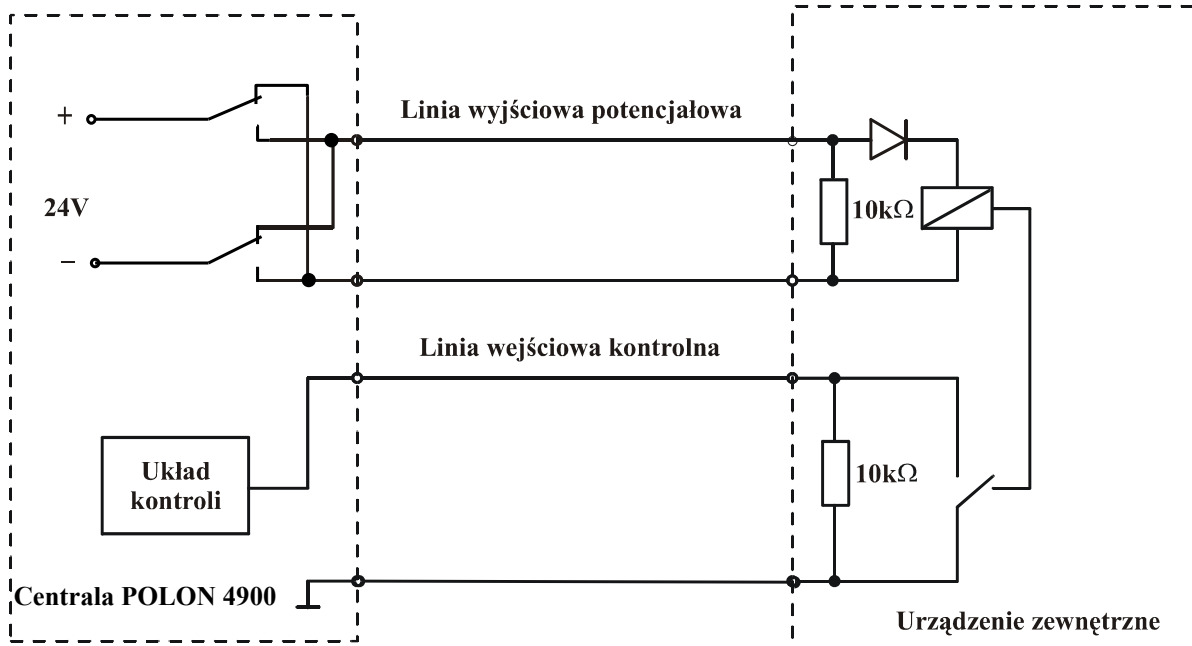 +
Linia wyjściowa potencjałowa
24V
10kΩ
−
Linia wejściowa kontrolna
Układ
kontroli
10kΩ
Centrala POLON 4900
Urządzenie zewnętrzne